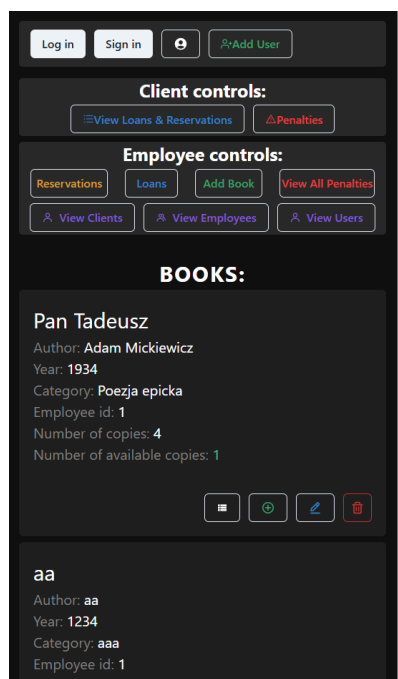 Log in Sign in Add User
Client controls:
View Loans & Reservations Penalties
Employee controls:
Reservations Loans Add Book View All Penalties
View Clients View Employees View Users
BOOKS:
Pan Tadeusz
Author: Adam Mickiewicz
Year: 1934
Category: Poezja epicka
Employee id: 1
Number of copies: 4
Number of available copies: 1
aa
Author: aa
Year: 1234
Category: aaa
Employee id: 1